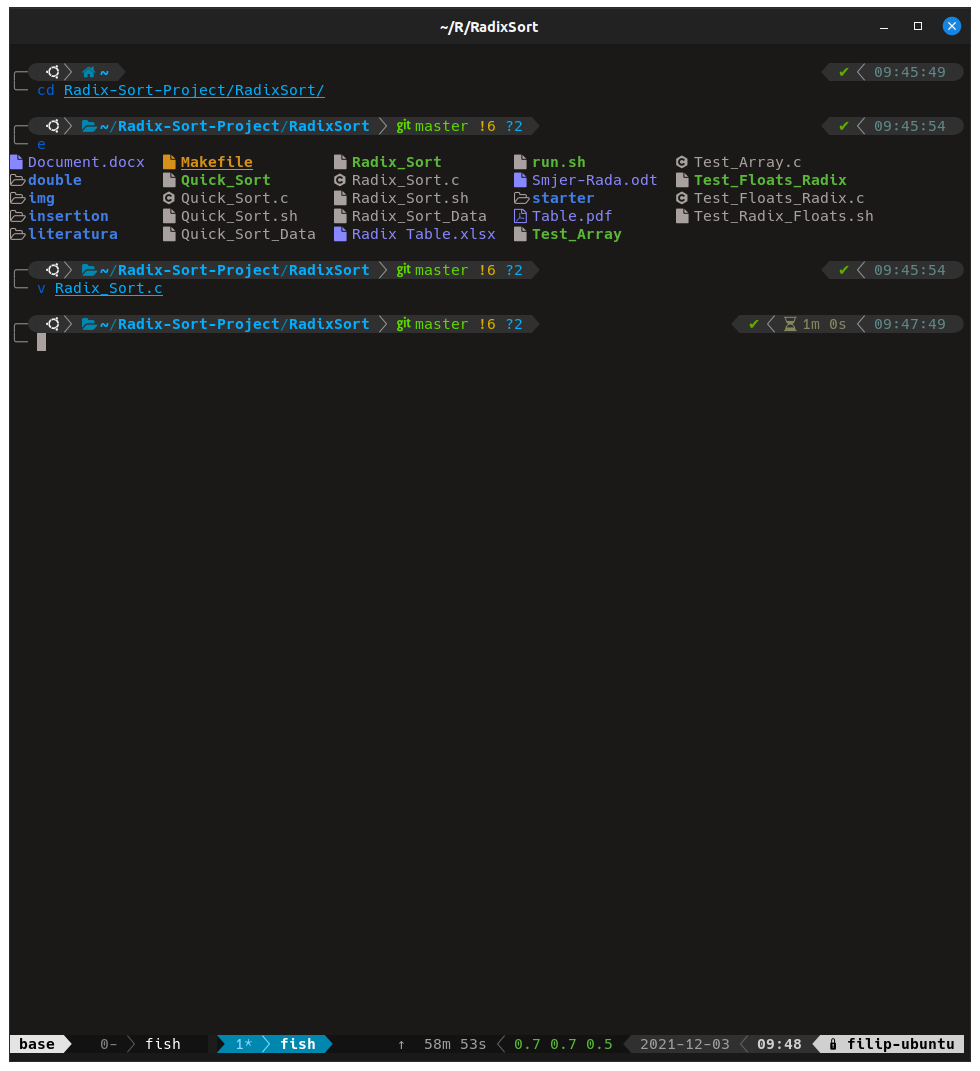 ~/R/RadixSort
~ ✔ 09:45:49
cd Radix-Sort-Project/RadixSort/
~/Radix-Sort-Project/RadixSort git master !6 ?2 ✔ 09:45:54
e
Document.docx Makefile Radix_Sort run.sh Test_Array.c
double Quick_Sort Radix_Sort.c Smjer-Rada.odt Test_Floats_Radix
img Quick_Sort.c Radix_Sort.sh starter Test_Floats_Radix.c
insertion Quick_Sort.sh Radix_Sort_Data Table.pdf Test_Radix_Floats.sh
literatura Quick_Sort_Data Radix Table.xlsx Test_Array
~/Radix-Sort-Project/RadixSort git master !6 ?2 ✔ 09:45:54
v Radix_Sort.c
~/Radix-Sort-Project/RadixSort git master !6 ?2 ✔ 1m 0s 09:47:49
base 0- fish 1* fish ↑ 58m 53s 0.7 0.7 0.5 2021-12-03 09:48 filip-ubuntu